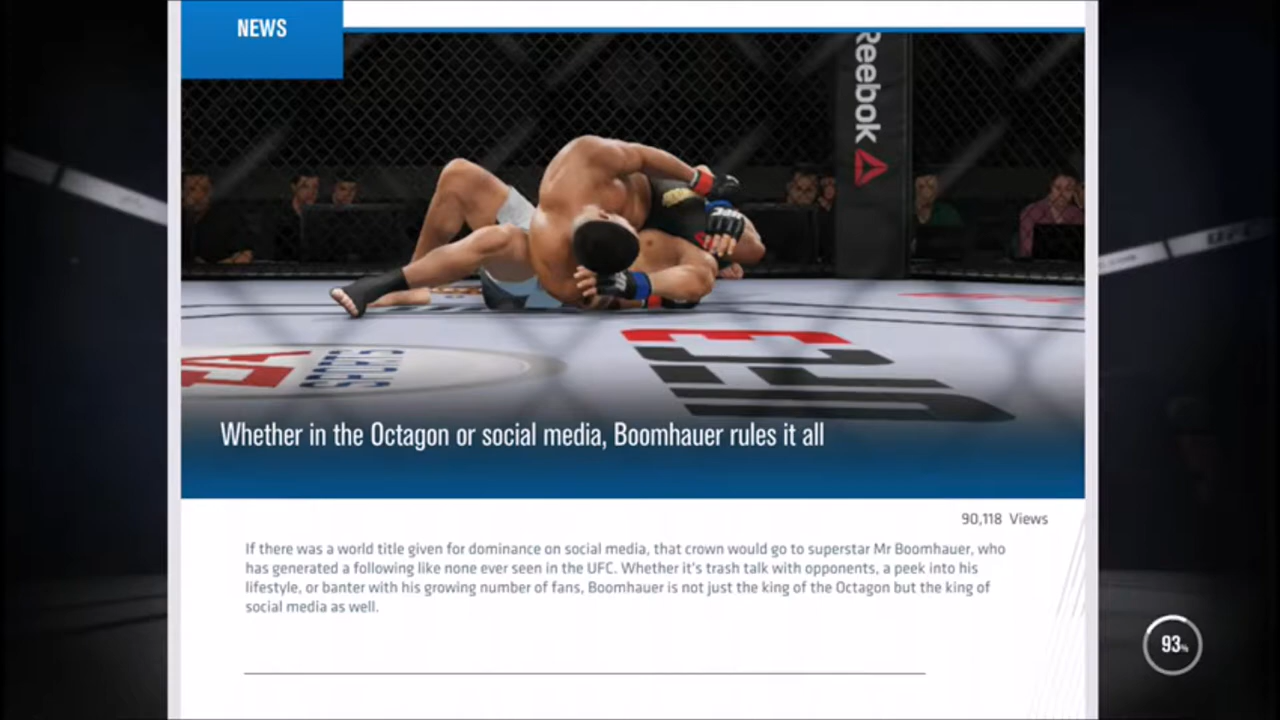 NEWS
Reebok
UFC
SPORTS
UFC
Whether in the Octagon or social media, Boomhauer rules it all
90,118 Views
If there was a world title given for dominance on social media, that crown would go to superstar Mr Boomhauer, who
has generated a following like none ever seen in the UFC. Whether it's trash talk with opponents, a peek into his
lifestyle, or banter with his growing number of fans, Boomhauer is not just the king of the Octagon but the king of
social media as well.
93%